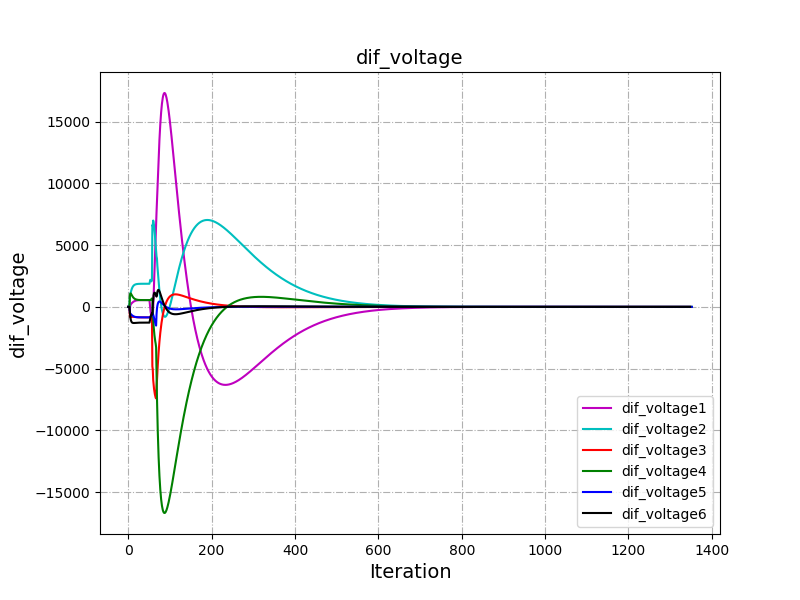 dif_voltage
dif_voltage
15000
10000
5000
0
−5000
−10000
−15000
0
200
400
600
800
1000
1200
1400
Iteration
dif_voltage1
dif_voltage2
dif_voltage3
dif_voltage4
dif_voltage5
dif_voltage6